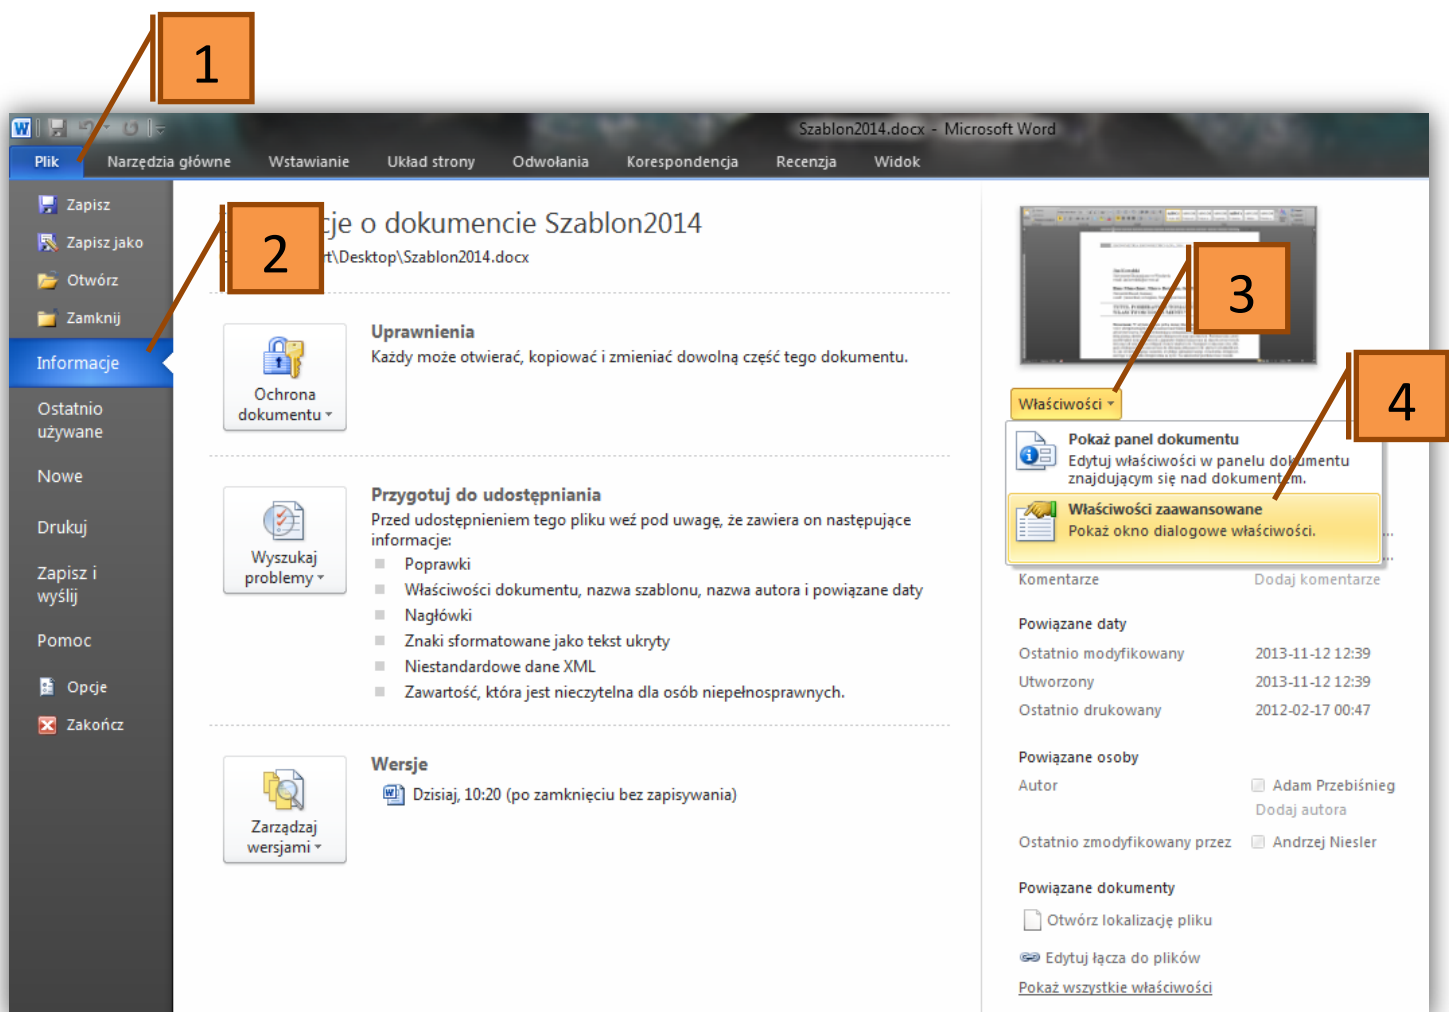 1
Szablon2014.docx - Microsoft Word
Plik Narzędzia główne Wstawianie Układ strony Odwołania Korespondencja Recenzja Widok
Zapisz
Zapisz jako
Otwórz
Zamknij
Informacje
Ostatnio
używane
Nowe
Drukuj
Zapisz i
wyślij
Pomoc
Opcje
Zakończ
2
je o dokumencie Szablon2014
rt\Desktop\Szablon2014.docx
Ochrona
dokumentu
Uprawnienia
Każdy może otwierać, kopiować i zmieniać dowolną część tego dokumentu.
Wyszukaj
problemy
Przygotuj do udostępniania
Przed udostępnieniem tego pliku weź pod uwagę, że zawiera on następujące
informacje:
Poprawki
Właściwości dokumentu, nazwa szablonu, nazwa autora i powiązane daty
Nagłówki
Znaki sformatowane jako tekst ukryty
Niestandardowe dane XML
Zawartość, która jest nieczytelna dla osób niepełnosprawnych.
Zarządzaj
wersjami
Wersje
Dzisiaj, 10:20 (po zamknięciu bez zapisywania)
3
4
Właściwości
Pokaż panel dokumentu
Edytuj właściwości w panelu dokumentu
znajdującym się nad dokumentem.
Właściwości zaawansowane
Pokaż okno dialogowe właściwości.
Komentarze Dodaj komentarze
Powiązane daty
Ostatnio modyfikowany 2013-11-12 12:39
Utworzony 2013-11-12 12:39
Ostatnio drukowany 2012-02-17 00:47
Powiązane osoby
Autor Adam Przebiśnieg
Dodaj autora
Ostatnio zmodyfikowany przez Andrzej Niesler
Powiązane dokumenty
Otwórz lokalizację pliku
Edytuj łącza do plików
Pokaż wszystkie właściwości